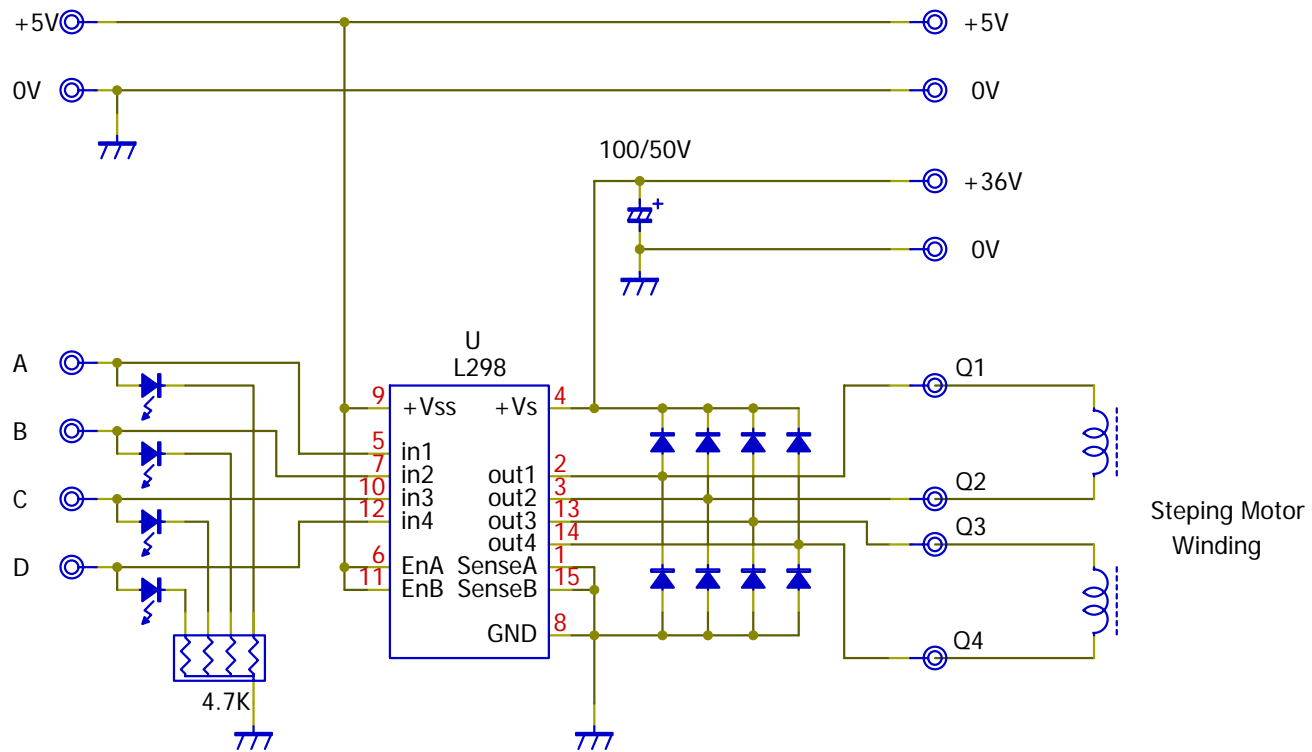 +5V
+5V
0V
0V
100/50V
+36V
0V
U
L298
A
B
C
D
9
5
7
10
12
6
11
+Vss
in1
in2
in3
in4
EnA
EnB
+Vs
out1
out2
out3
out4
SenseA
SenseB
GND
4
2
3
13
14
1
15
8
Q1
Q2
Q3
Q4
Steping Motor
Winding
4.7K